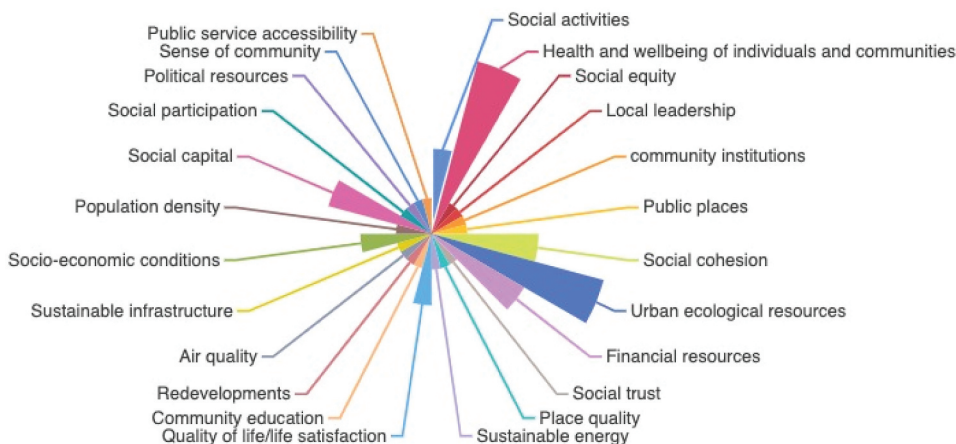 Social activities
Health and wellbeing of individuals and communities
Social equity
Local leadership
community institutions
Public places
Social cohesion
Urban ecological resources
Financial resources
Social trust
Place quality
Sustainable energy
Quality of life/life satisfaction
Community education
Redevelopments
Air quality
Sustainable infrastructure
Socio-economic conditions
Population density
Social capital
Social participation
Political resources
Sense of community
Public service accessibility